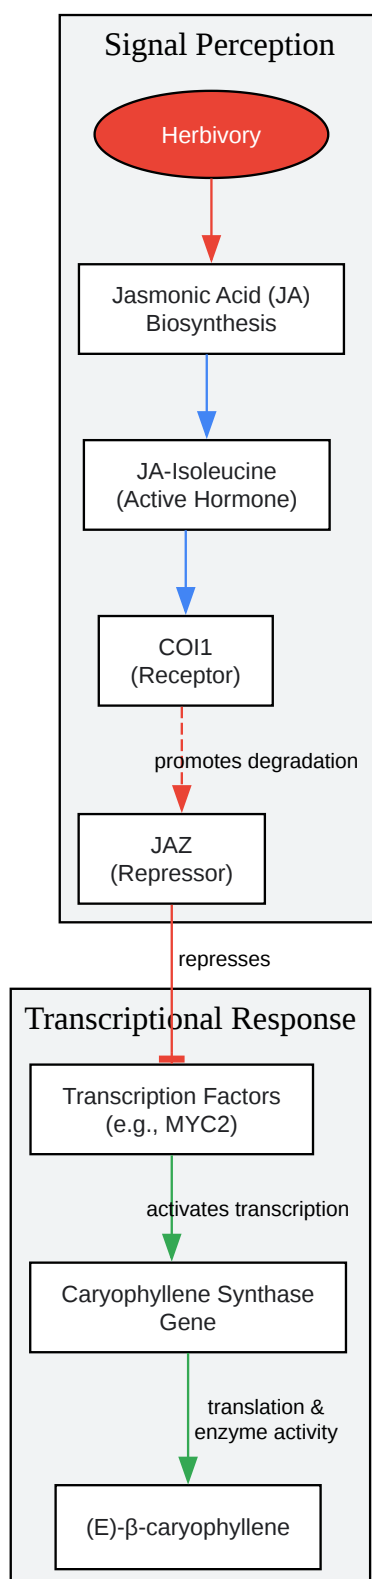 Signal Perception
Herbivory
Jasmonic Acid (JA)
Biosynthesis
JA-Isoleucine
(Active Hormone)
COI1
(Receptor)
promotes degradation
JAZ
(Repressor)
represses
Transcriptional Response
Transcription Factors
(e.g., MYC2)
activates transcription
Caryophyllene Synthase
Gene
translation &
enzyme activity
(E)-β-caryophyllene